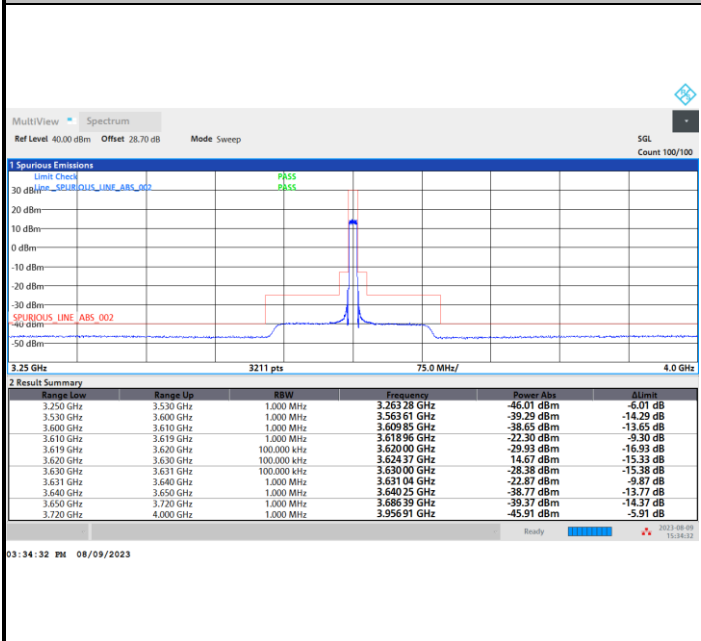 MultiView Spectrum
Ref Level 40.00 dBm Offset 28.70 dB Mode Sweep SGL
Count 100/100
1 Spurious Emissions
Limit Check PASS
Line _SPURIOUS_LINE_ABS_002 PASS
30 dBm
20 dBm
10 dBm
0 dBm
-10 dBm
-20 dBm
-30 dBm
SPURIOUS_LINE_ABS_002
-40 dBm
-50 dBm
3.25 GHz 3211 pts 75.0 MHz/ 4.0 GHz
2 Result Summary
Range Low Range Up RBW Frequency Power Abs ΔLimit
3.250 GHz 3.530 GHz 1.000 MHz 3.263 28 GHz -46.01 dBm -6.01 dB
3.530 GHz 3.600 GHz 1.000 MHz 3.563 61 GHz -39.29 dBm -14.29 dB
3.600 GHz 3.610 GHz 1.000 MHz 3.609 85 GHz -38.65 dBm -13.65 dB
3.610 GHz 3.619 GHz 1.000 MHz 3.618 96 GHz -22.30 dBm -9.30 dB
3.619 GHz 3.620 GHz 100.000 kHz 3.620 00 GHz -29.93 dBm -16.93 dB
3.620 GHz 3.630 GHz 100.000 kHz 3.624 37 GHz 14.67 dBm -15.33 dB
3.630 GHz 3.631 GHz 100.000 kHz 3.630 00 GHz -28.38 dBm -15.38 dB
3.631 GHz 3.640 GHz 1.000 MHz 3.631 04 GHz -22.87 dBm -9.87 dB
3.640 GHz 3.650 GHz 1.000 MHz 3.640 25 GHz -38.77 dBm -13.77 dB
3.650 GHz 3.720 GHz 1.000 MHz 3.686 39 GHz -39.37 dBm -14.37 dB
3.720 GHz 4.000 GHz 1.000 MHz 3.956 91 GHz -45.91 dBm -5.91 dB
Ready 2023-08-09
15:34:32
03:34:32 PM 08/09/2023